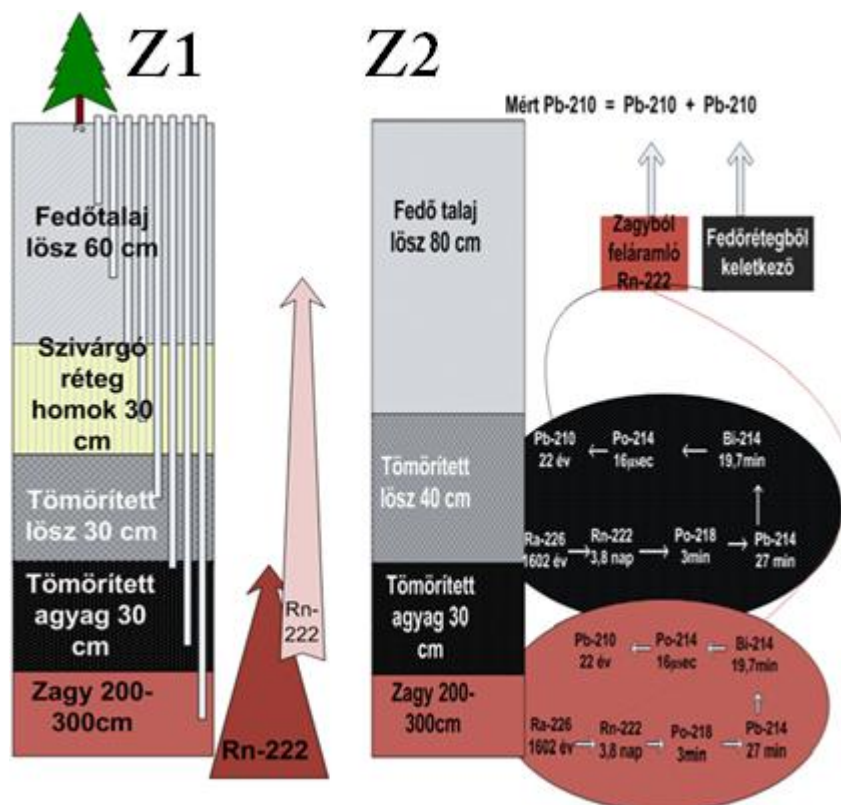 Z1
Fedőtalaj
lösz 60 cm
Szivárgó
réteg
homok 30
cm
Tömörített
lösz 30 cm
Tömörített
agyag 30
cm
Zagy 200-
300cm
Rn-
222
Rn-222
Z2
Mért Pb-210 = Pb-210 + Pb-210
Fedő talaj
lösz 80 cm
Tömörített
lösz 40 cm
Tömörített
agyag 30
cm
Zagy 200-
300cm
Zagyból
feláramló
Rn-222
Fedőrétegből
keletkező
Pb-210
22 év
Po-214
16μsec
Bi-214
19,7min
Ra-226
1602 év
Rn-222
3,8 nap
Po-218
3min
Pb-214
27 min
Pb-210
22 év
Po-214
16μsec
Bi-214
19,7min
Ra-226
1602 év
Rn-222
3,8 nap
Po-218
3min
Pb-214
27 min